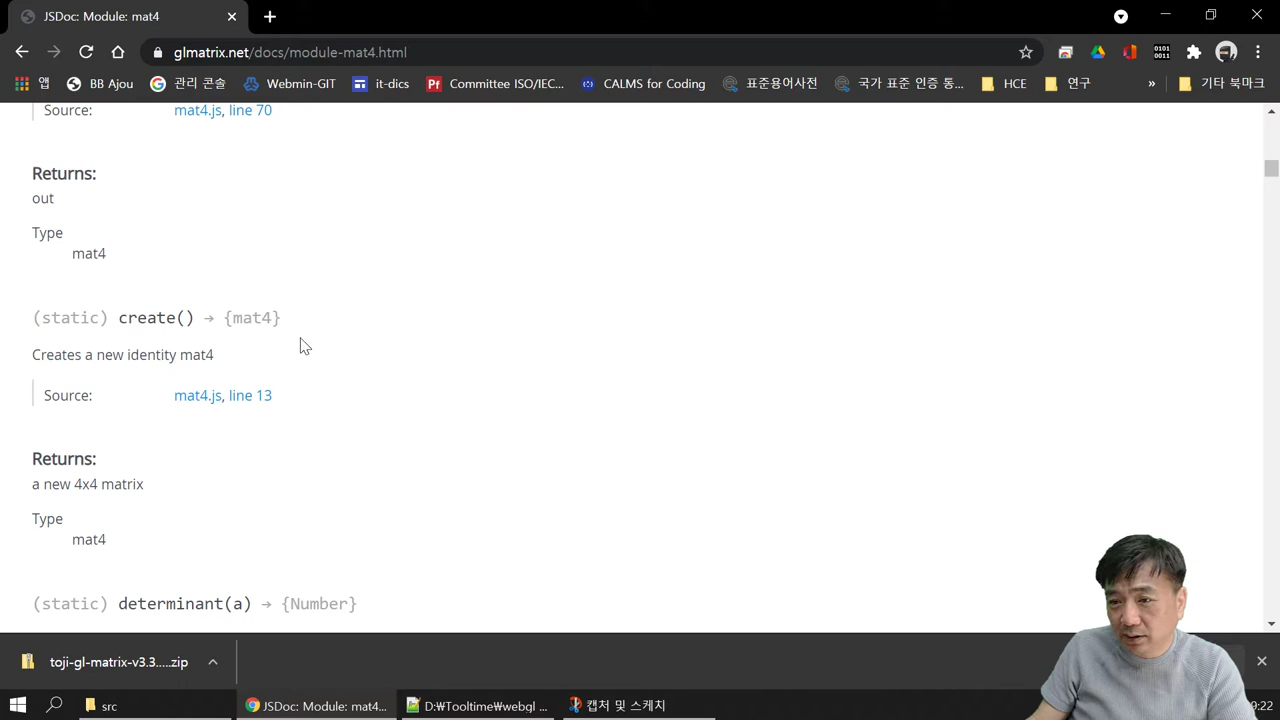 JSDoc: Module: mat4
glmatrix.net/docs/module-mat4.html
앱 BB Ajou 관리 콘솔 Webmin-GIT it-dics Committee ISO/IEC... CALMS for Coding 표준용어사전 국가 표준 인증 통... HCE 연구 » 기타 북마크
Source: mat4.js, line 70
Returns:
out
Type
mat4
(static) create() → {mat4}
Creates a new identity mat4
Source: mat4.js, line 13
Returns:
a new 4x4 matrix
Type
mat4
(static) determinant(a) → {Number}
toji-gl-matrix-v3.3.....zip
src JSDoc: Module: mat4... D:₩Tooltime₩webgl ... 캡처 및 스케치
9:22